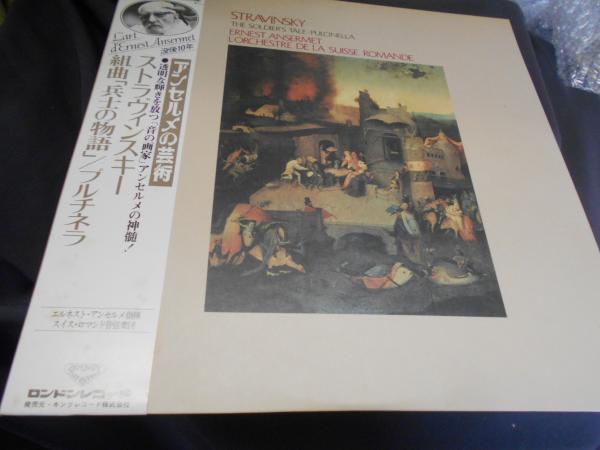 L'art
d'Ernest Ansermet
没後10年
アンセルメの芸術
●透明な輝きを放つ「音の画家」アンセルメの神髄!
ストラヴィンスキー
組曲「兵士の物語」/プルチネラ
エルネスト・アンセルメ指揮
スイス・ロマンド管弦楽団
ロンドンレコード
発売元・キングレコード株式会社
STRAVINSKY
THE SOLDIER'S TALE·PULCINELLA
ERNEST ANSERMET
L'ORCHESTRE DE LA SUISSE ROMANDE